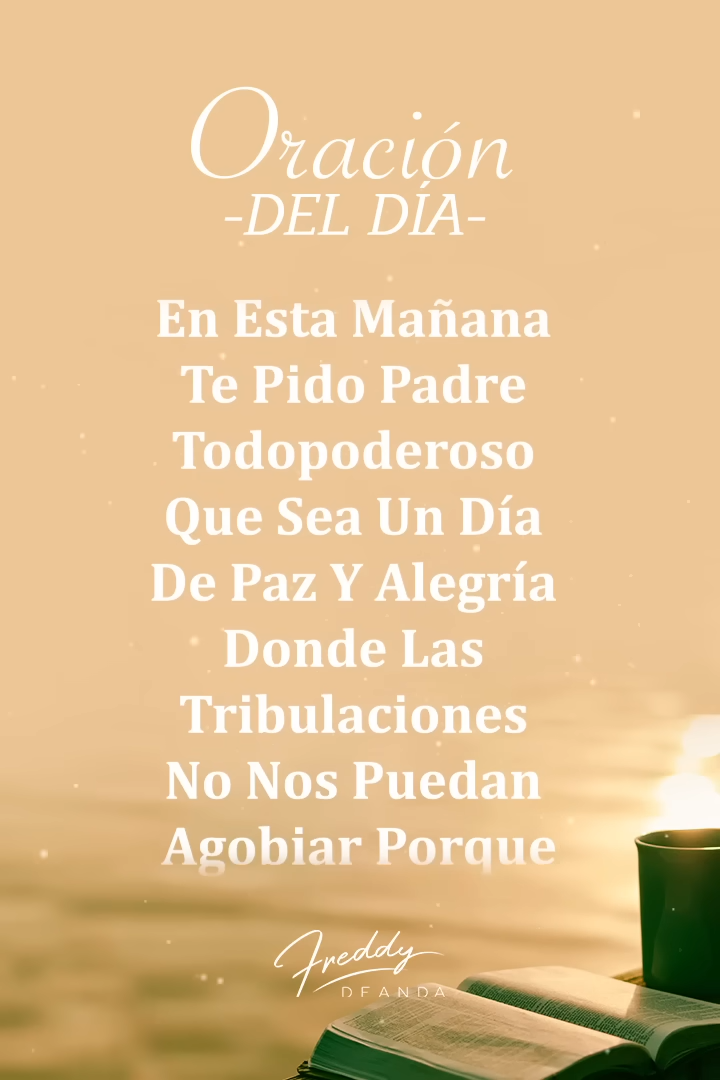 Oración
-DEL DÍA-
En Esta Mañana
Te Pido Padre
Todopoderoso
Que Sea Un Día
De Paz Y Alegría
Donde Las
Tribulaciones
No Nos Puedan
Agobiar Porque
Freddy
DEANDA